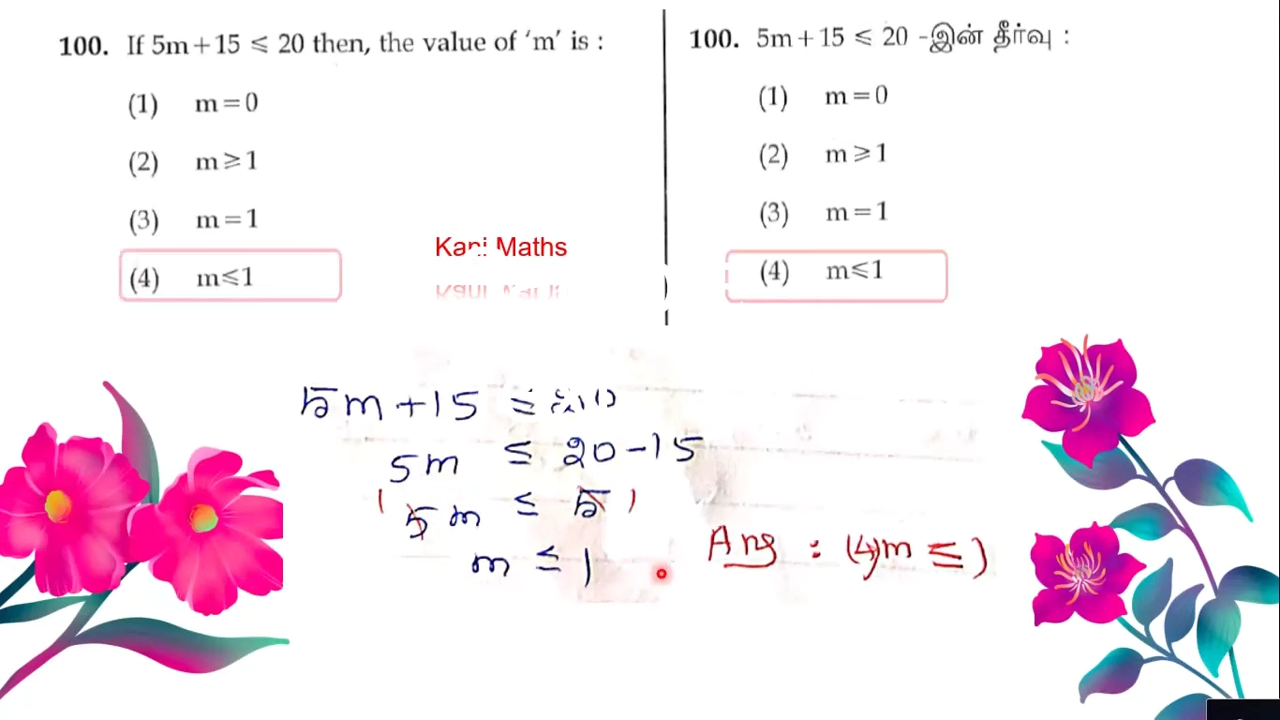 100. If 5m + 15 ⩽ 20 then, the value of ‘m’ is :
(1) m = 0
(2) m ⩾ 1
(3) m = 1
(4) m ⩽ 1
Maths
100. 5m + 15 ⩽ 20 -இன் தீர்வு :
(1) m = 0
(2) m ⩾ 1
(3) m = 1
(4) m ⩽ 1
5m + 15 ≤
5m ≤ 20 - 15
5m ≤ 5
m ≤ 1
Ans : (4) m ≤ 1